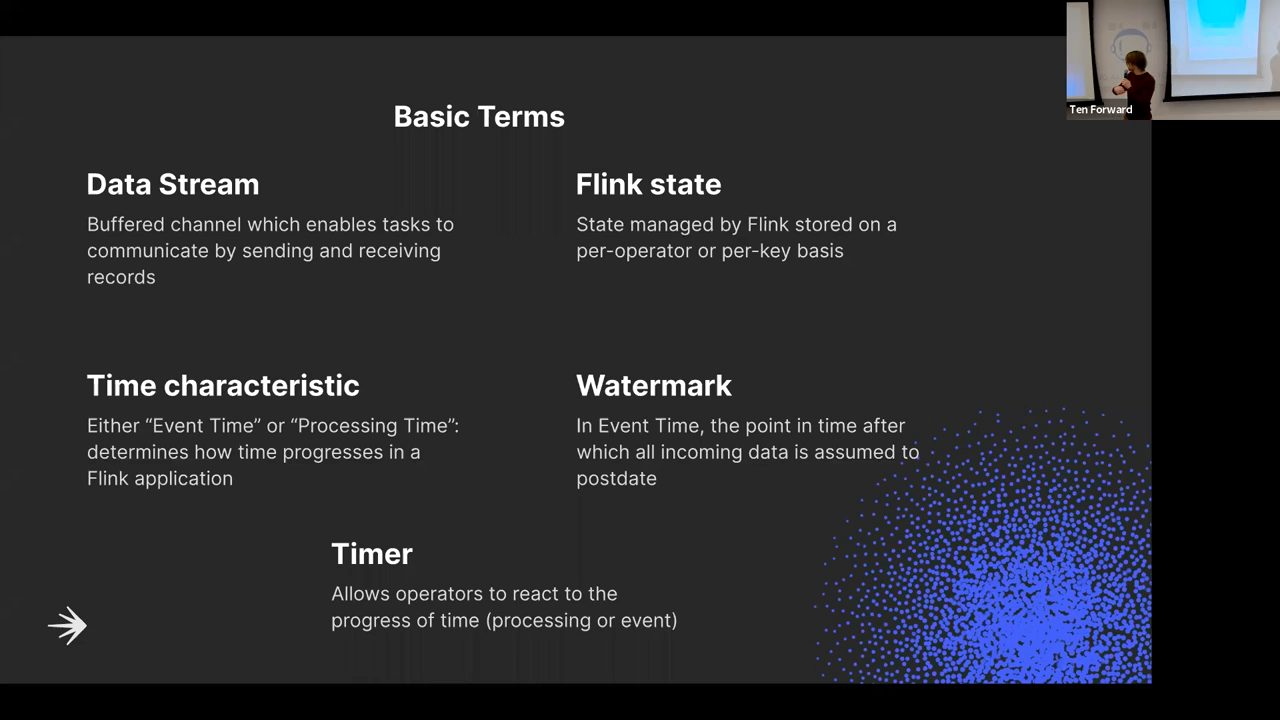 Basic Terms
Data Stream
Buffered channel which enables tasks to
communicate by sending and receiving
records
Flink state
State managed by Flink stored on a
per-operator or per-key basis
Time characteristic
Either “Event Time” or “Processing Time”:
determines how time progresses in a
Flink application
Watermark
In Event Time, the point in time after
which all incoming data is assumed to
postdate
Timer
Allows operators to react to the
progress of time (processing or event)
Ten Forward